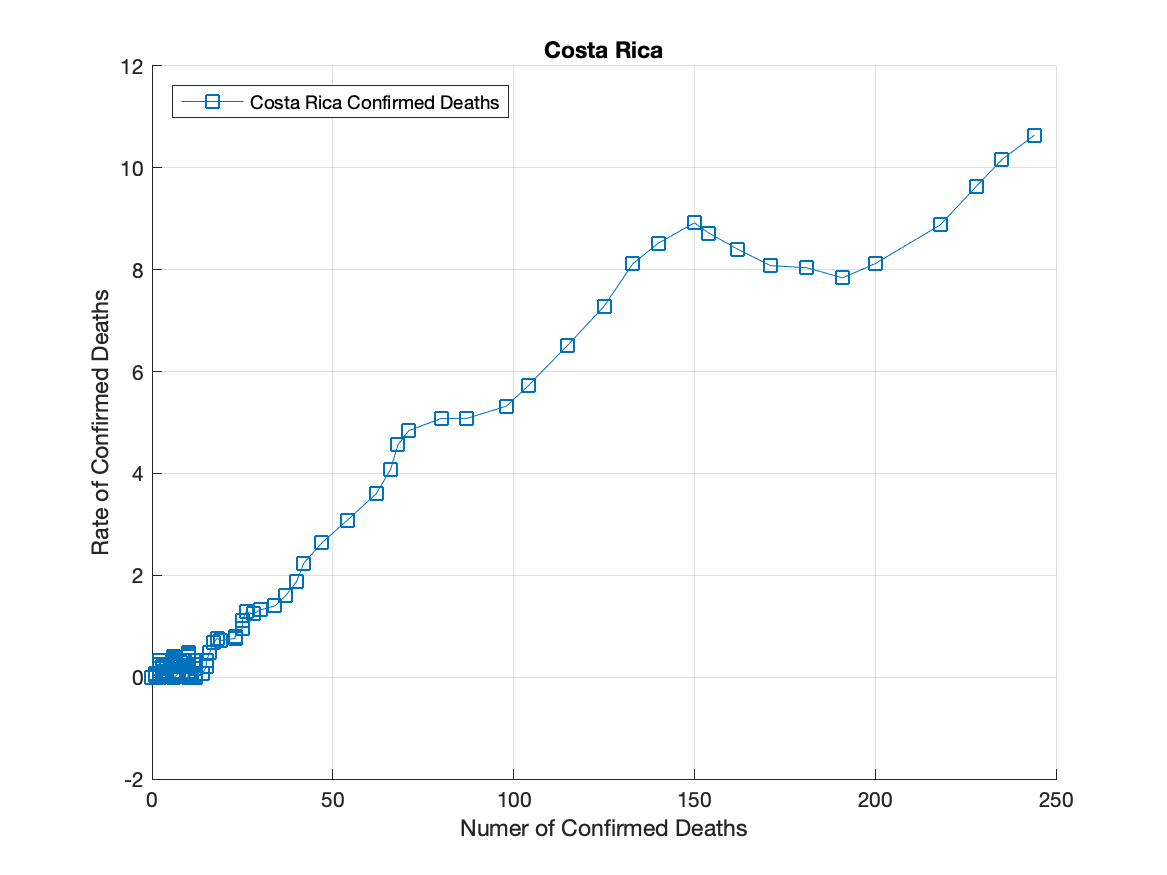 Costa Rica
Costa Rica Confirmed Deaths
12
10
8
6
4
2
0
-2
Rate of Confirmed Deaths
0 50 100 150 200 250
Numer of Confirmed Deaths